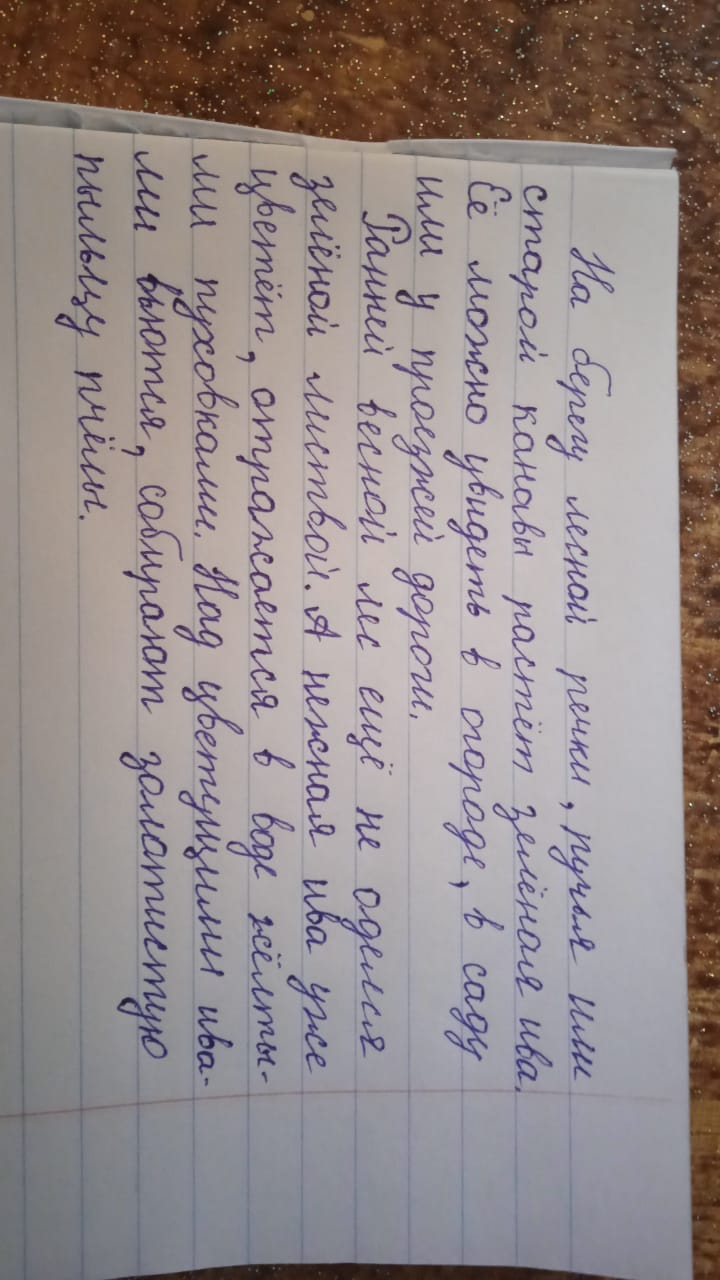 На берегу лесной речки, ручья или
старой канавы растёт зелёная ива.
Её можно увидеть в огороде, в саду
или у проезжей дороги.
Ранней весной лес ещё не оделся
зелёной листвой. А нежная ива уже
цветёт, отражается в воде жёлты-
ми пуховками. Над цветущими ива-
ми вьются, собирают золотистую
пыльцу пчёлы.